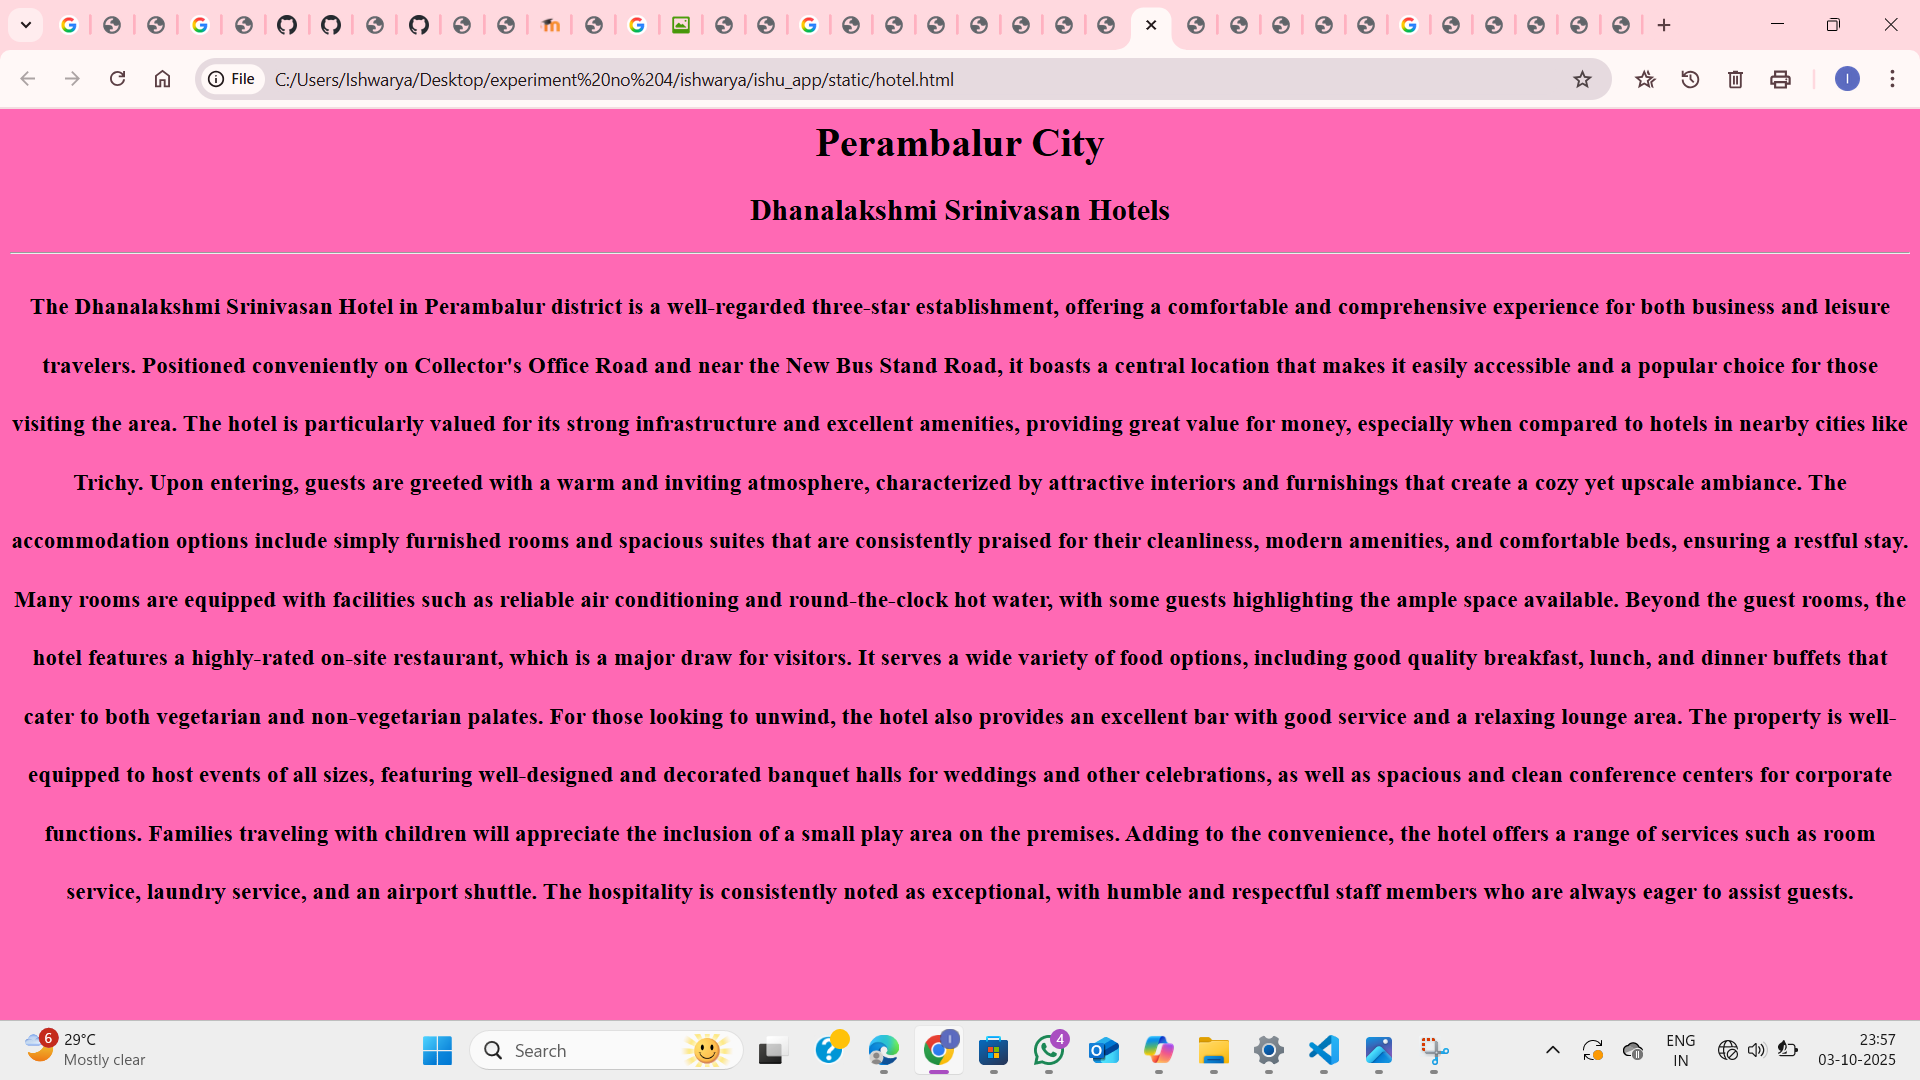 File
C:/Users/Ishwarya/Desktop/experiment%20no%204/ishwarya/ishu_app/static/hotel.html
I
Perambalur City
Dhanalakshmi Srinivasan Hotels
The Dhanalakshmi Srinivasan Hotel in Perambalur district is a well-regarded three-star establishment, offering a comfortable and comprehensive experience for both business and leisure
travelers. Positioned conveniently on Collector's Office Road and near the New Bus Stand Road, it boasts a central location that makes it easily accessible and a popular choice for those
visiting the area. The hotel is particularly valued for its strong infrastructure and excellent amenities, providing great value for money, especially when compared to hotels in nearby cities like
Trichy. Upon entering, guests are greeted with a warm and inviting atmosphere, characterized by attractive interiors and furnishings that create a cozy yet upscale ambiance. The
accommodation options include simply furnished rooms and spacious suites that are consistently praised for their cleanliness, modern amenities, and comfortable beds, ensuring a restful stay.
Many rooms are equipped with facilities such as reliable air conditioning and round-the-clock hot water, with some guests highlighting the ample space available. Beyond the guest rooms, the
hotel features a highly-rated on-site restaurant, which is a major draw for visitors. It serves a wide variety of food options, including good quality breakfast, lunch, and dinner buffets that
cater to both vegetarian and non-vegetarian palates. For those looking to unwind, the hotel also provides an excellent bar with good service and a relaxing lounge area. The property is well-
equipped to host events of all sizes, featuring well-designed and decorated banquet halls for weddings and other celebrations, as well as spacious and clean conference centers for corporate
functions. Families traveling with children will appreciate the inclusion of a small play area on the premises. Adding to the convenience, the hotel offers a range of services such as room
service, laundry service, and an airport shuttle. The hospitality is consistently noted as exceptional, with humble and respectful staff members who are always eager to assist guests.
6
29°C
Mostly clear
Search
I
4
ENG
IN
23:57
03-10-2025